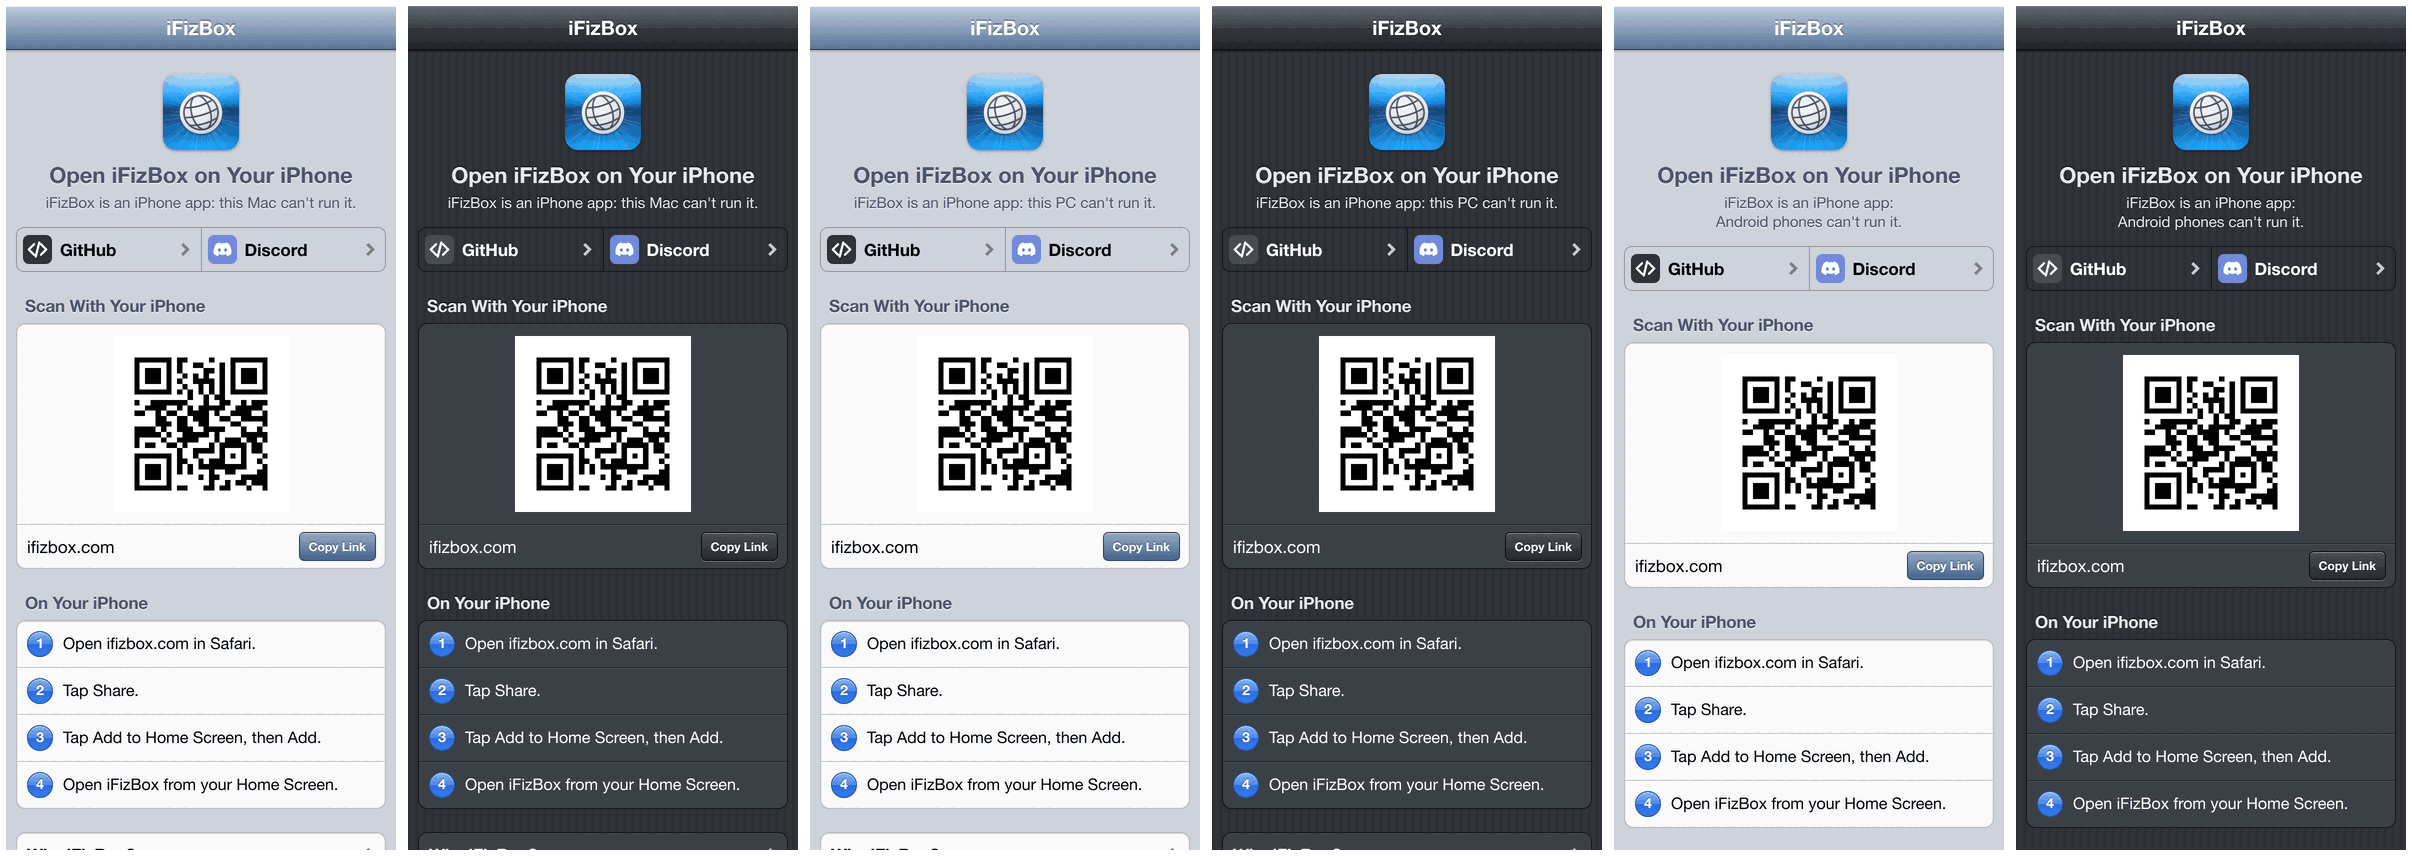 iFizBox
Open iFizBox on Your iPhone
iFizBox is an iPhone app: this Mac can't run it.
GitHub
Discord
Scan With Your iPhone
ifizbox.com
Copy Link
On Your iPhone
1 Open ifizbox.com in Safari.
2 Tap Share.
3 Tap Add to Home Screen, then Add.
4 Open iFizBox from your Home Screen.
iFizBox
Open iFizBox on Your iPhone
iFizBox is an iPhone app: this Mac can't run it.
GitHub
Discord
Scan With Your iPhone
ifizbox.com
Copy Link
On Your iPhone
1 Open ifizbox.com in Safari.
2 Tap Share.
3 Tap Add to Home Screen, then Add.
4 Open iFizBox from your Home Screen.
iFizBox
Open iFizBox on Your iPhone
iFizBox is an iPhone app: this PC can't run it.
GitHub
Discord
Scan With Your iPhone
ifizbox.com
Copy Link
On Your iPhone
1 Open ifizbox.com in Safari.
2 Tap Share.
3 Tap Add to Home Screen, then Add.
4 Open iFizBox from your Home Screen.
iFizBox
Open iFizBox on Your iPhone
iFizBox is an iPhone app: this PC can't run it.
GitHub
Discord
Scan With Your iPhone
ifizbox.com
Copy Link
On Your iPhone
1 Open ifizbox.com in Safari.
2 Tap Share.
3 Tap Add to Home Screen, then Add.
4 Open iFizBox from your Home Screen.
iFizBox
Open iFizBox on Your iPhone
iFizBox is an iPhone app:
Android phones can't run it.
GitHub
Discord
Scan With Your iPhone
ifizbox.com
Copy Link
On Your iPhone
1 Open ifizbox.com in Safari.
2 Tap Share.
3 Tap Add to Home Screen, then Add.
4 Open iFizBox from your Home Screen.
iFizBox
Open iFizBox on Your iPhone
iFizBox is an iPhone app:
Android phones can't run it.
GitHub
Discord
Scan With Your iPhone
ifizbox.com
Copy Link
On Your iPhone
1 Open ifizbox.com in Safari.
2 Tap Share.
3 Tap Add to Home Screen, then Add.
4 Open iFizBox from your Home Screen.